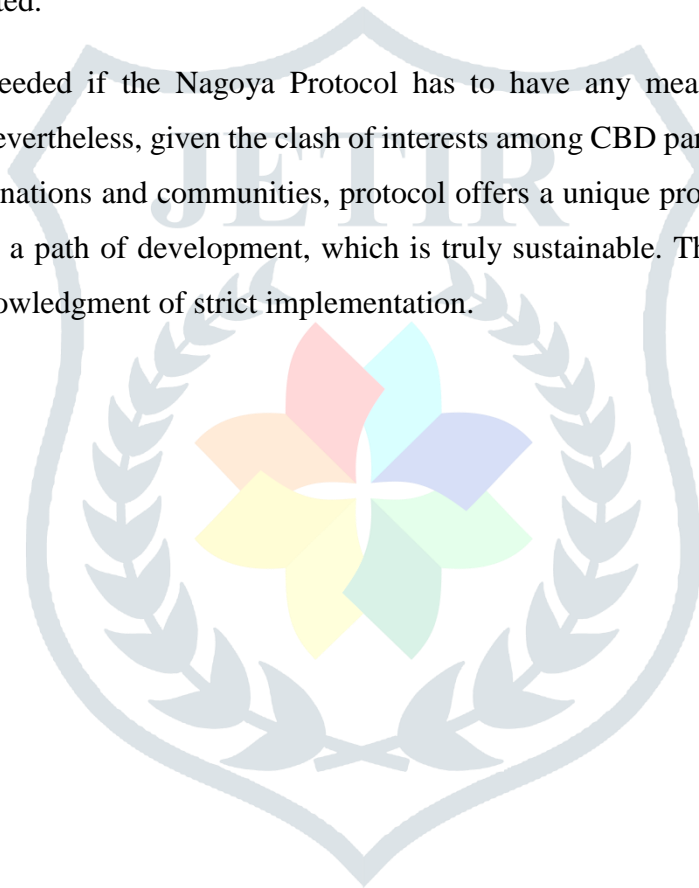 ted.
eeded if the Nagoya Protocol has to have any mea
evertheless, given the clash of interests among CBD par
nations and communities, protocol offers a unique pro
a path of development, which is truly sustainable. Th
owledgment of strict implementation.
JETIR